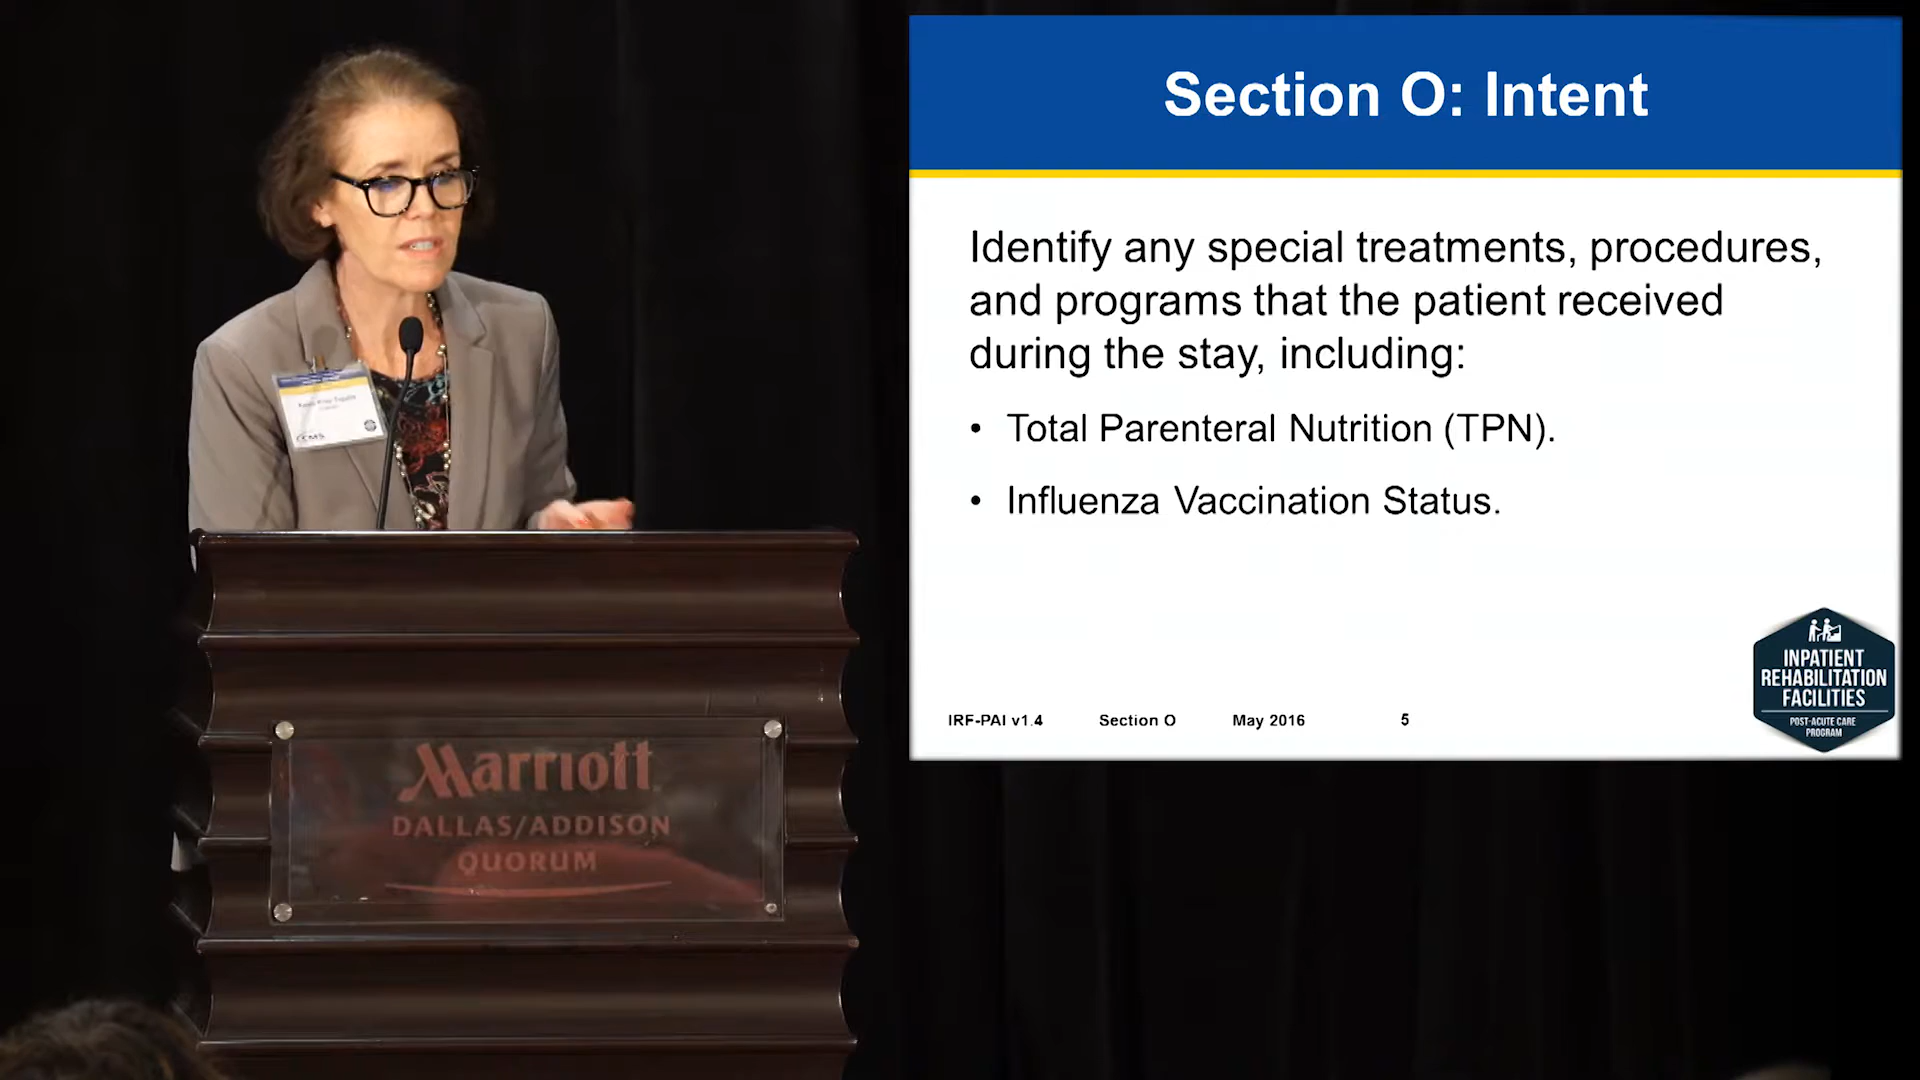 Section O: Intent
Identify any special treatments, procedures,
and programs that the patient received
during the stay, including:
• Total Parenteral Nutrition (TPN).
• Influenza Vaccination Status.
IRF-PAI v1.4 Section O May 2016 5
INPATIENT
REHABILITATION
FACILITIES
POST-ACUTE CARE
PROGRAM
CMS
Marriott
DALLAS/ADDISON
QUORUM